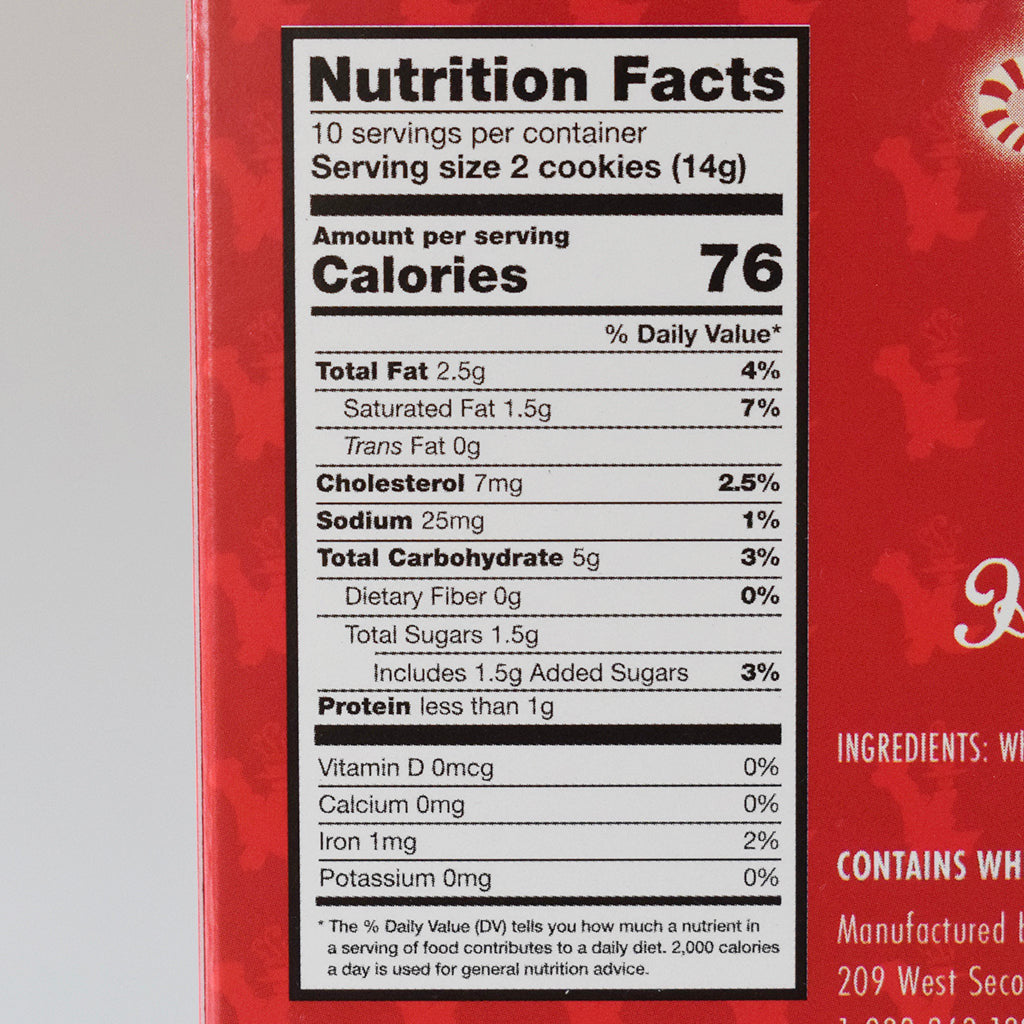 Nutrition Facts
10 servings per container
Serving size 2 cookies (14g)
Amount per serving
Calories 76
% Daily Value*
Total Fat 2.5g 4%
Saturated Fat 1.5g 7%
Trans Fat 0g
Cholesterol 7mg 2.5%
Sodium 25mg 1%
Total Carbohydrate 5g 3%
Dietary Fiber 0g 0%
Total Sugars 1.5g
Includes 1.5g Added Sugars 3%
Protein less than 1g
Vitamin D 0mcg 0%
Calcium 0mg 0%
Iron 1mg 2%
Potassium 0mg 0%
* The % Daily Value (DV) tells you how much a nutrient in
a serving of food contributes to a daily diet. 2,000 calories
a day is used for general nutrition advice.
INGREDIENTS:
CONTAINS
Manufactured
209 West